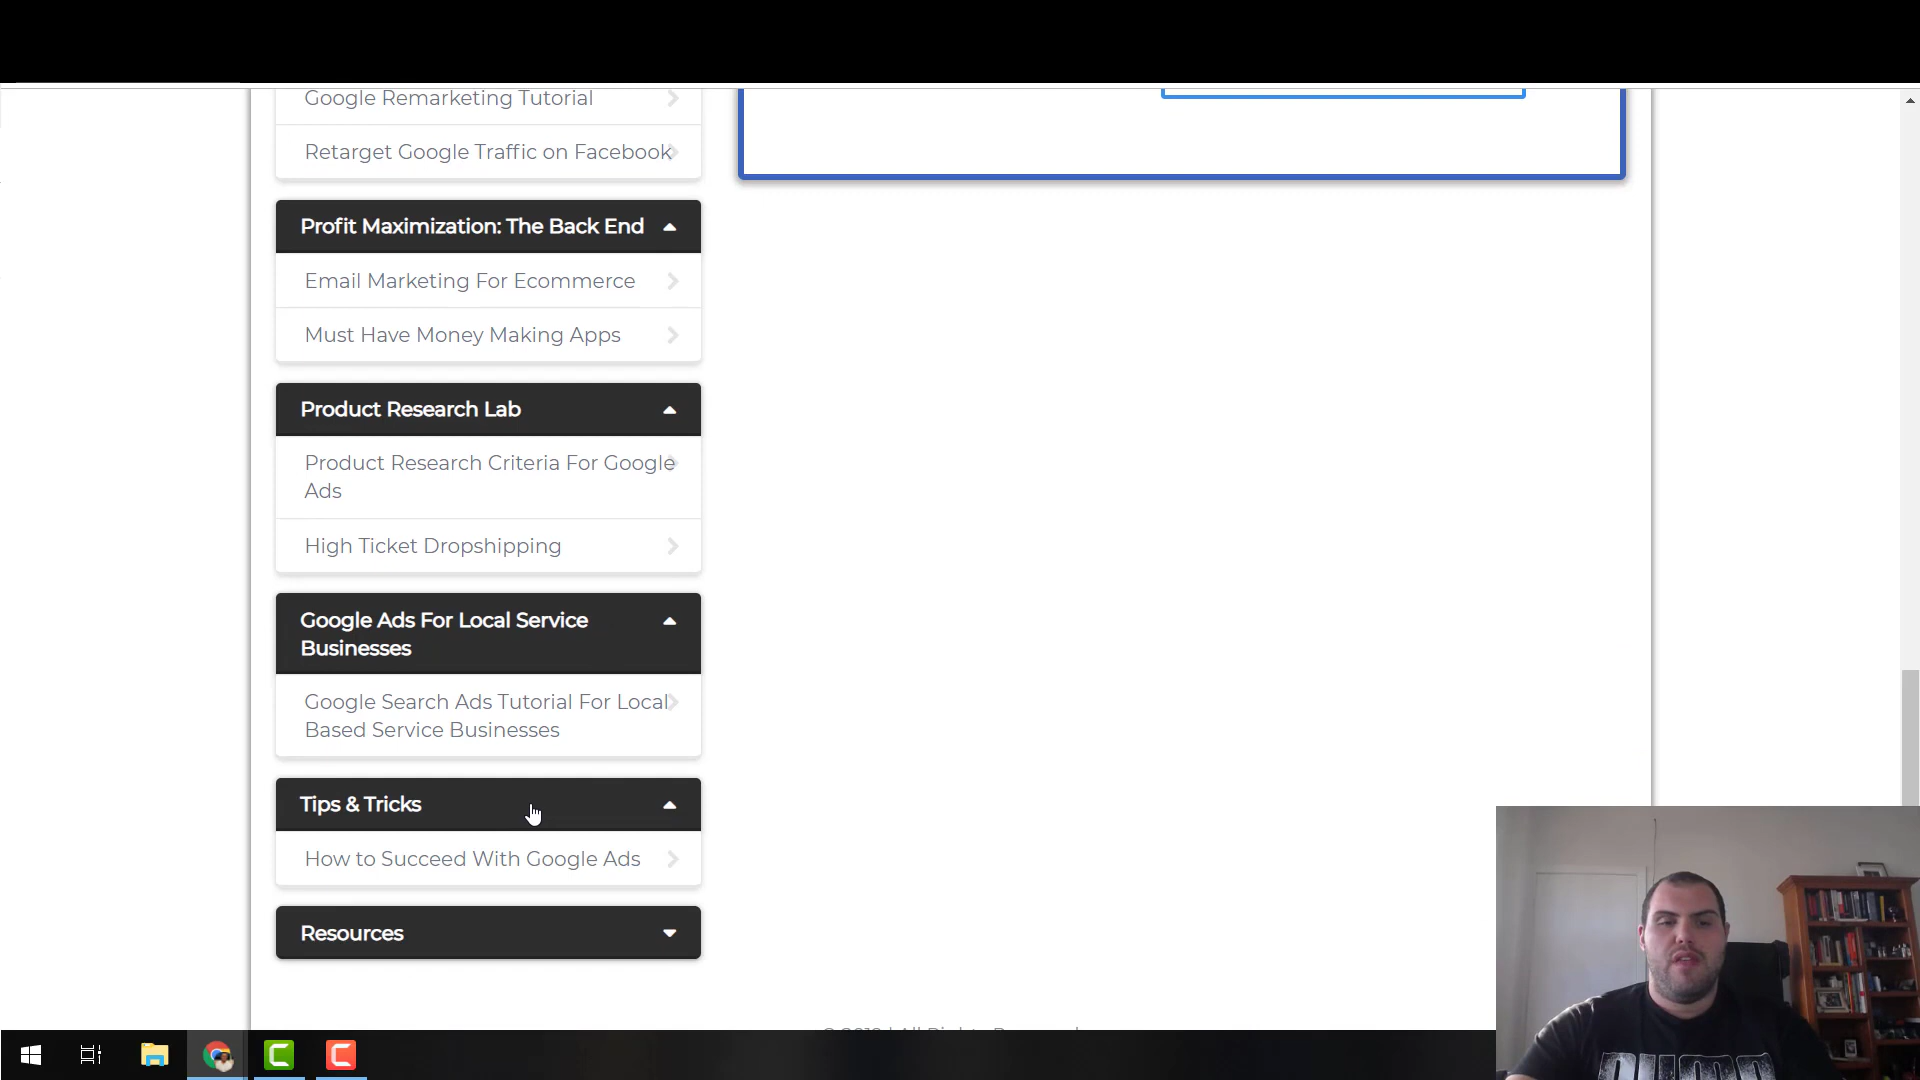 Google Remarketing Tutorial
Retarget Google Traffic on Facebook
Profit Maximization: The Back End
Email Marketing For Ecommerce
Must Have Money Making Apps
Product Research Lab
Product Research Criteria For Google
Ads
High Ticket Dropshipping
Google Ads For Local Service
Businesses
Google Search Ads Tutorial For Local
Based Service Businesses
Tips & Tricks
How to Succeed With Google Ads
Resources